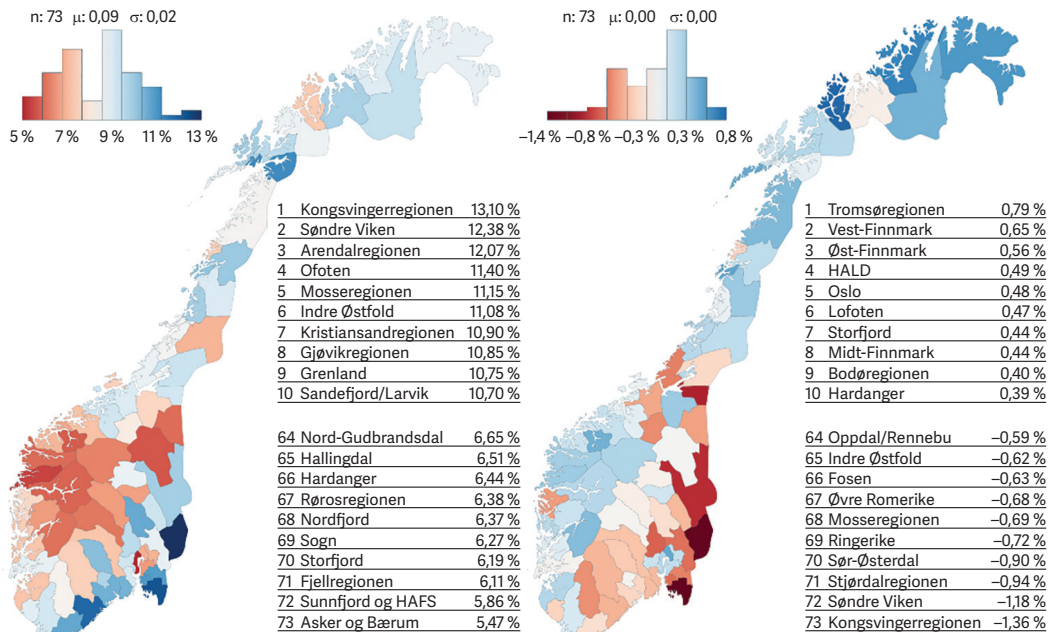 n: 73 μ: 0,09 σ: 0,02
5 % 7 % 9 % 11% 13 %
1 Kongsvingerregionen 13,10 %
2 Søndre Viken 12,38 %
3 Arendalregionen 12,07 %
4 Ofoten 11,40 %
5 Mosseregionen 11,15 %
6 Indre Østfold 11,08 %
7 Kristiansandregionen 10,90 %
8 Gjøvikregionen 10,85 %
9 Grenland 10,75 %
10 Sandefjord/Larvik 10,70 %
64 Nord-Gudbrandsdal 6,65 %
65 Hallingdal 6,51 %
66 Hardanger 6,44 %
67 Rørosregionen 6,38 %
68 Nordfjord 6,37 %
69 Sogn 6,27 %
70 Storfjord 6,19 %
71 Fjellregionen 6,11 %
72 Sunnfjord og HAFS 5,86 %
73 Asker og Bærum 5,47 %
n: 73 μ: 0,00 σ: 0,00
–1,4 % –0,8 % –0,3 % 0,3 % 0,8 %
1 Tromsøregionen 0,79 %
2 Vest-Finnmark 0,65 %
3 Øst-Finnmark 0,56 %
4 HALD 0,49 %
5 Oslo 0,48 %
6 Lofoten 0,47 %
7 Storfjord 0,44 %
8 Midt-Finnmark 0,44 %
9 Bodøregionen 0,40 %
10 Hardanger 0,39 %
64 Oppdal/Rennebu –0,59 %
65 Indre Østfold –0,62 %
66 Fosen –0,63 %
67 Øvre Romerike –0,68 %
68 Mosseregionen –0,69 %
69 Ringerike –0,72 %
70 Sør-Østerdal –0,90 %
71 Stjørdalregionen –0,94 %
72 Søndre Viken –1,18 %
73 Kongsvingerregionen –1,36 %